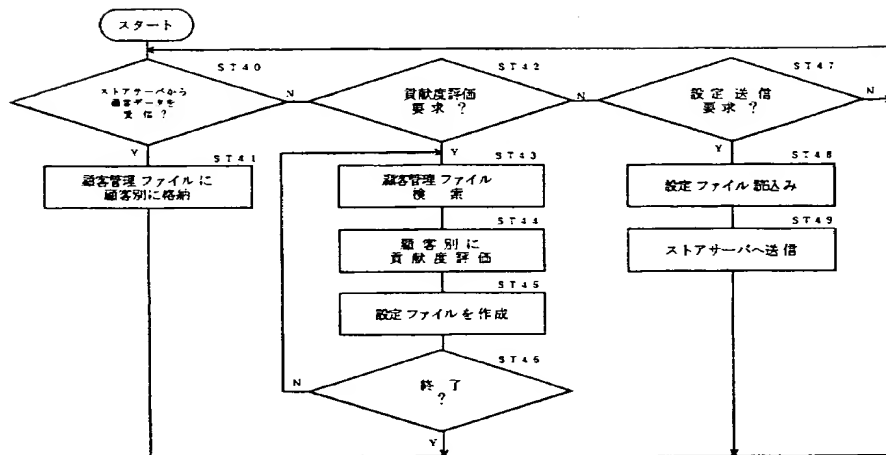 スタート
ST40
ストアサーバから
顧客データを
受信?
N
Y
ST41
顧客管理ファイルに
顧客別に格納
ST42
貢献度評価
要求?
N
Y
ST43
顧客管理ファイル
検索
ST44
顧客別に
貢献度評価
ST45
設定ファイルを作成
ST46
終了
?
N
Y
ST47
設定送信
要求?
N
Y
ST48
設定ファイル読込み
ST49
ストアサーバへ送信